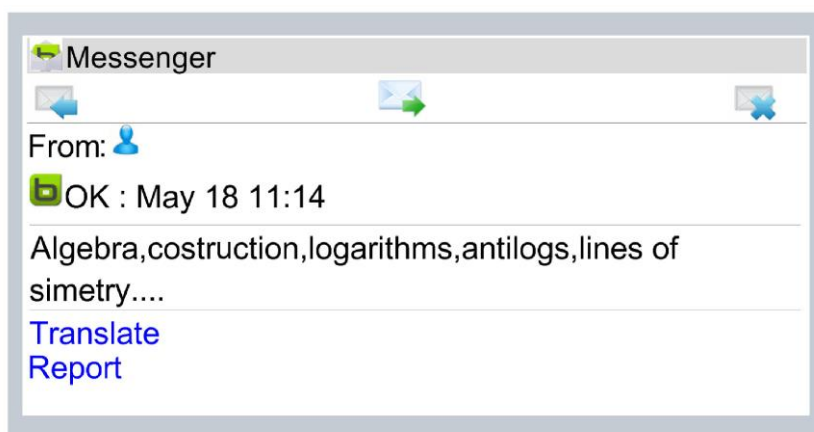 Messenger
From:
OK : May 18 11:14
Algebra,costruction,logarithms,antilogs,lines of
simetry....
Translate
Report